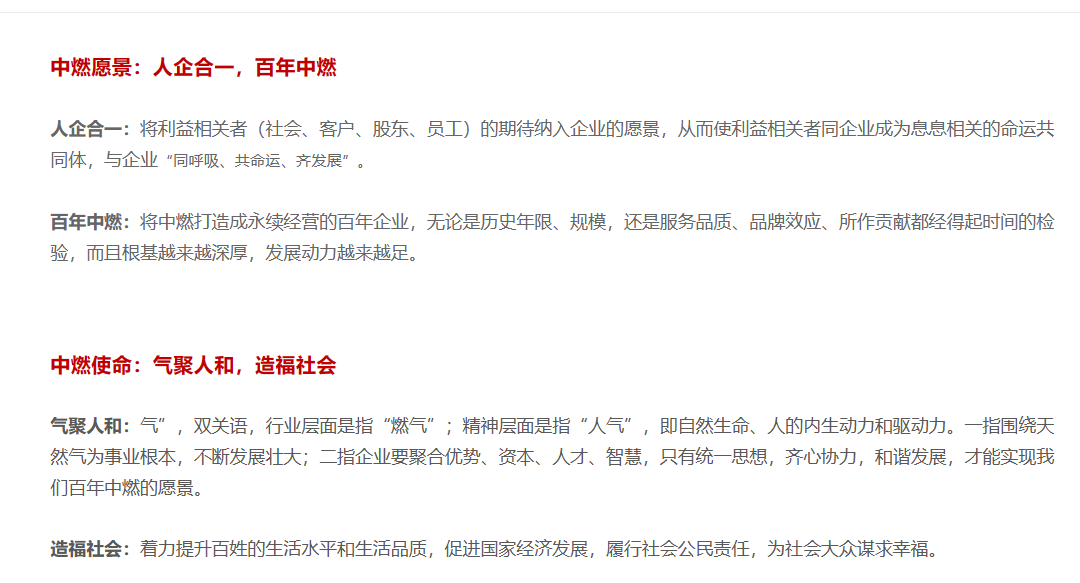 中燃愿景：人企合一，百年中燃
人企合一：将利益相关者（社会、客户、股东、员工）的期待纳入企业的愿景，从而使利益相关者同企业成为息息相关的命运共
同体，与企业“同呼吸、共命运、齐发展”。
百年中燃：将中燃打造成永续经营的百年企业，无论是历史年限、规模，还是服务品质、品牌效应、所作贡献都经得起时间的检
验，而且根基越来越深厚，发展动力越来越足。
中燃使命：气聚人和，造福社会
气聚人和：气”，双关语，行业层面是指“燃气”；精神层面是指“人气”，即自然生命、人的内生动力和驱动力。一指围绕天
然气为事业根本，不断发展壮大；二指企业要聚合优势、资本、人才、智慧，只有统一思想，齐心协力，和谐发展，才能实现我
们百年中燃的愿景。
造福社会：着力提升百姓的生活水平和生活品质，促进国家经济发展，履行社会公民责任，为社会大众谋求幸福。